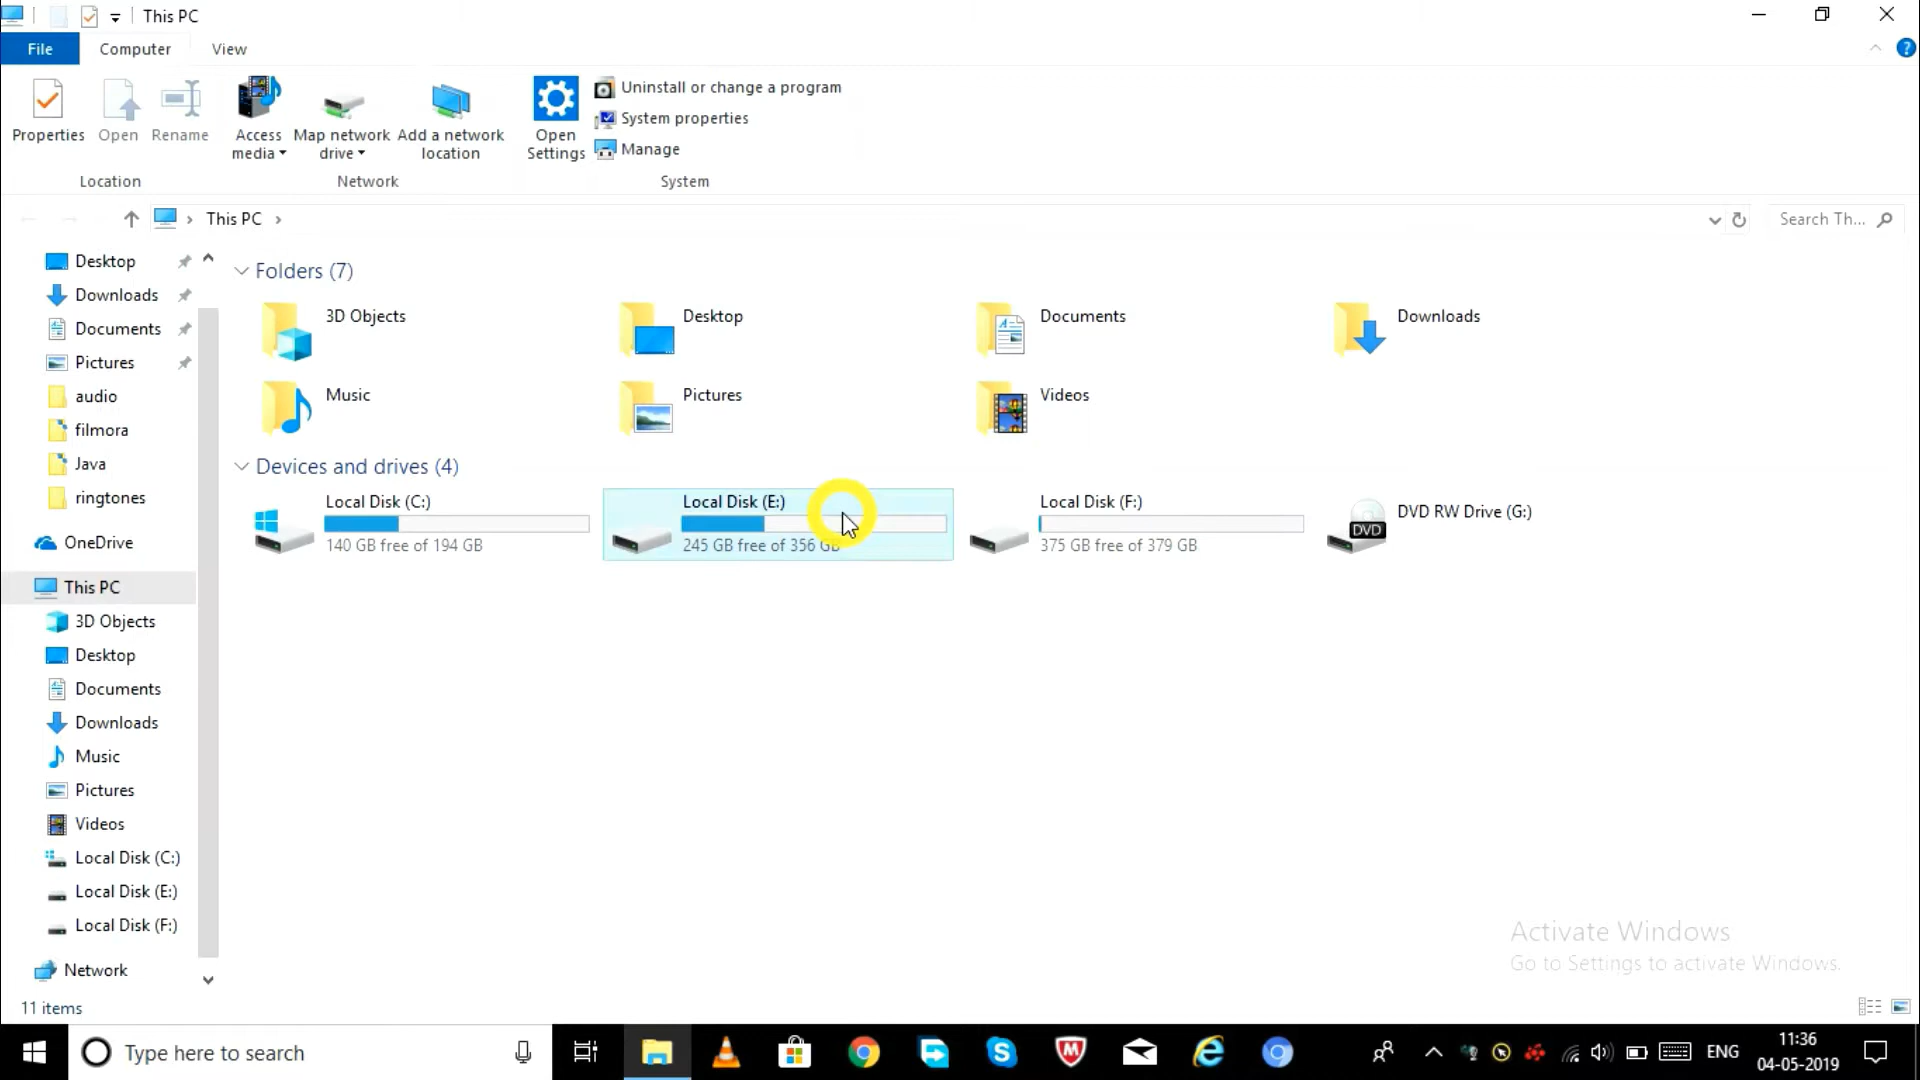 This PC
File Computer View
Properties Open Rename Access media Map network drive Add a network location Open Settings
Uninstall or change a program
System properties
Manage
Location Network System
This PC Search Th...
Desktop
Downloads
Documents
Pictures
audio
filmora
Java
ringtones
OneDrive
This PC
3D Objects
Desktop
Documents
Downloads
Music
Pictures
Videos
Local Disk (C:)
Local Disk (E:)
Local Disk (F:)
Network
Folders (7)
3D Objects Desktop Documents Downloads
Music Pictures Videos
Devices and drives (4)
Local Disk (C:)
140 GB free of 194 GB
Local Disk (E:)
245 GB free of 356 GB
Local Disk (F:)
375 GB free of 379 GB
DVD RW Drive (G:)
DVD
Activate Windows
Go to Settings to activate Windows.
11 items
Type here to search
ENG
11:36
04-05-2019